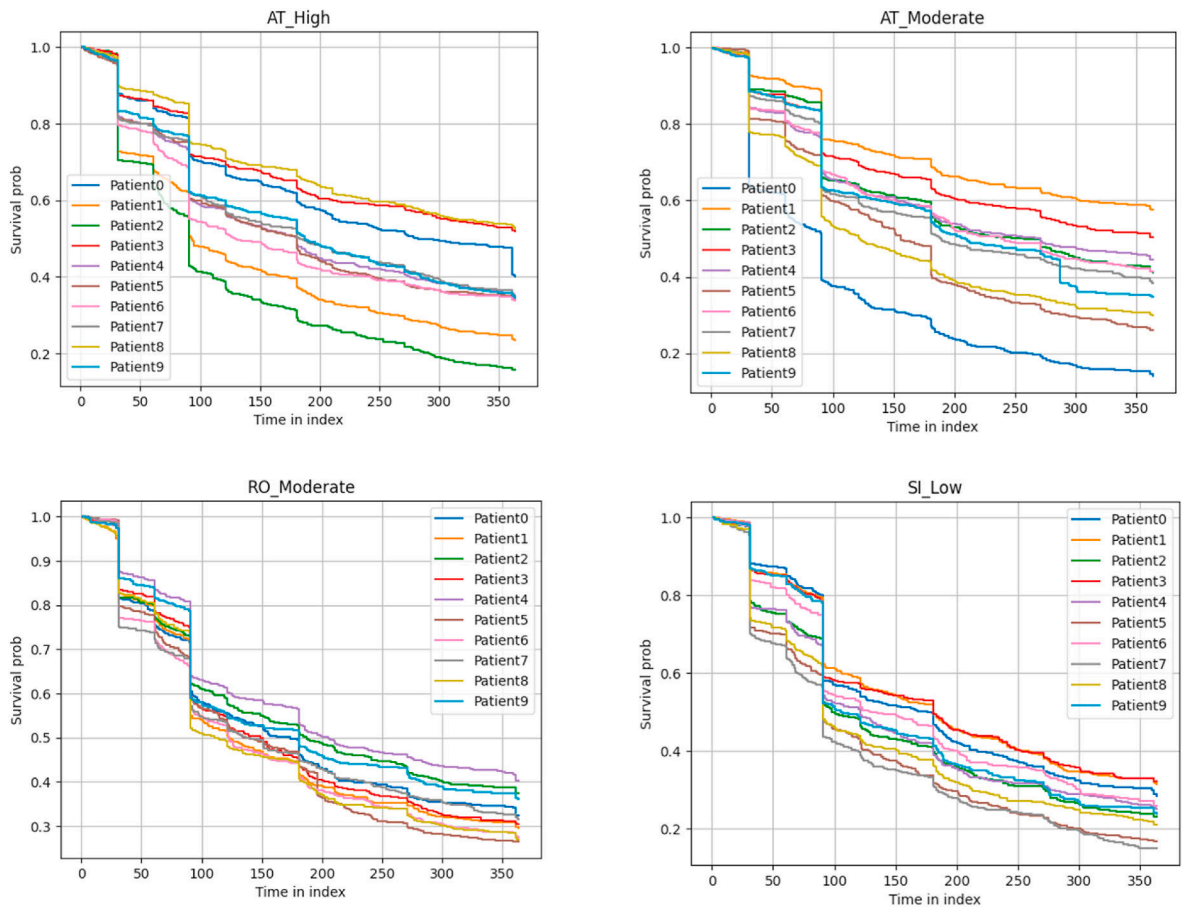 AT_High
1.0
0.8
0.6
0.4
0.2
Survival prob
Patient0
Patient1
Patient2
Patient3
Patient4
Patient5
Patient6
Patient7
Patient8
Patient9
0 50 100 150 200 250 300 350
Time in index
AT_Moderate
1.0
0.8
0.6
0.4
0.2
Survival prob
Patient0
Patient1
Patient2
Patient3
Patient4
Patient5
Patient6
Patient7
Patient8
Patient9
0 50 100 150 200 250 300 350
Time in index
RO_Moderate
1.0
0.9
0.8
0.7
0.6
0.5
0.4
0.3
Survival prob
Patient0
Patient1
Patient2
Patient3
Patient4
Patient5
Patient6
Patient7
Patient8
Patient9
0 50 100 150 200 250 300 350
Time in index
SI_Low
1.0
0.8
0.6
0.4
0.2
Survival prob
Patient0
Patient1
Patient2
Patient3
Patient4
Patient5
Patient6
Patient7
Patient8
Patient9
0 50 100 150 200 250 300 350
Time in index